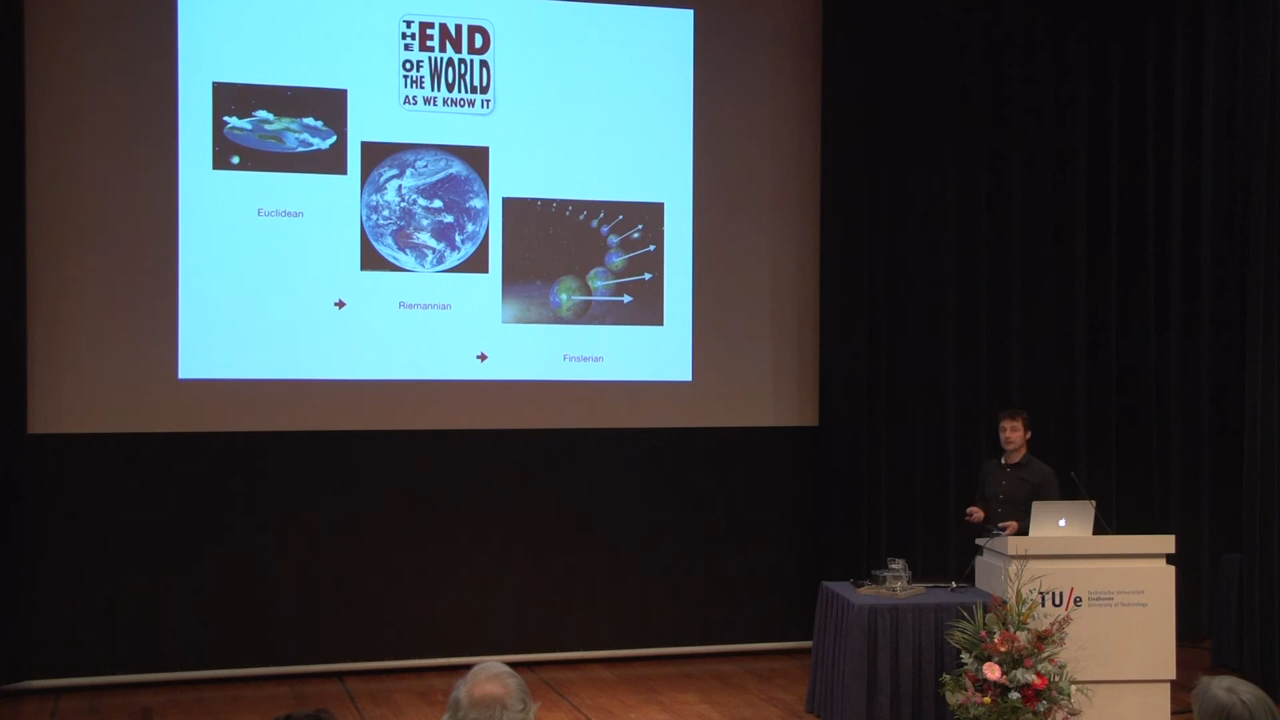 THE END
OF THE WORLD
AS WE KNOW IT
Euclidean
Riemannian
Finslerian
TU/e
Technische Universiteit
Eindhoven
University of Technology